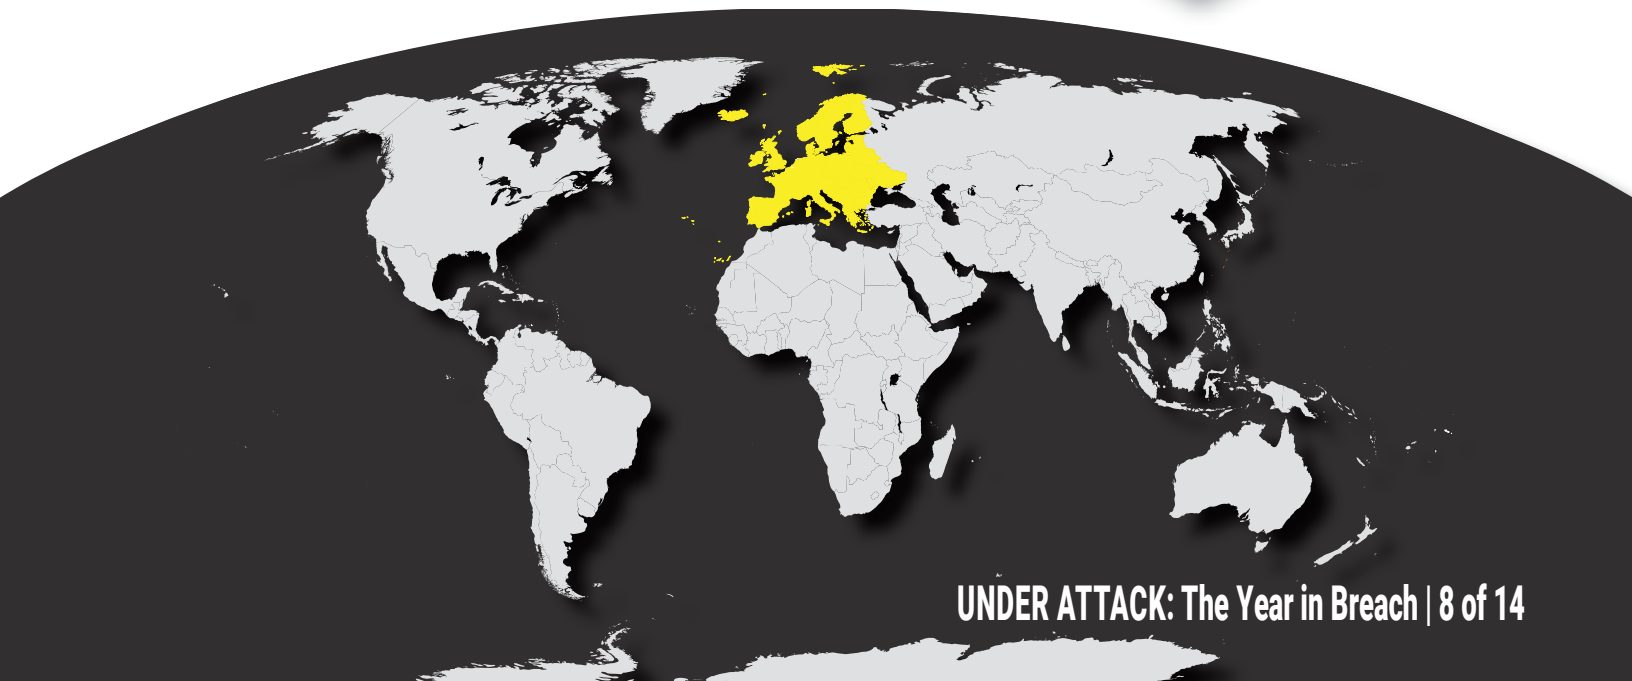 UNDER ATTACK: The Year in Breach | 8 of 14